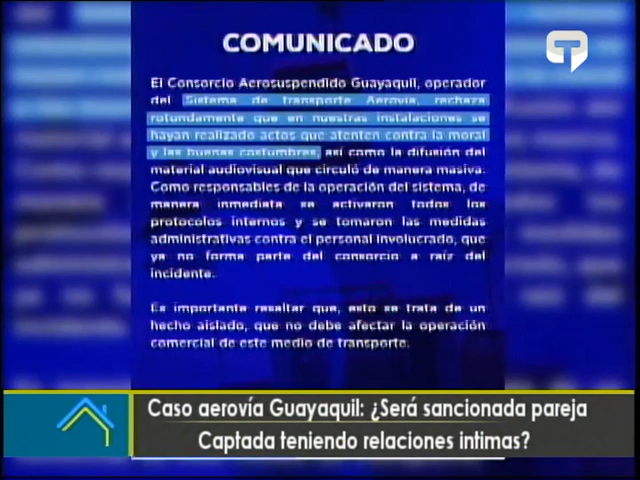 COMUNICADO
El Consorcio Aerosuspendido Guayaquil, operador
del Sistema de transporte Aerovia, rechaza
rotundamente que en nuestras instalaciones se
hayan realizado actos que atenten contra la moral
y las buenas costumbres, así como la difusión del
material audiovisual que circuló de manera masiva.
Como responsables de la operación del sistema, de
manera inmediata se activaron todos los
protocolos internos y se tomaron las medidas
administrativas contra el personal involucrado, que
ya no forma parte del consorcio a raíz del
incidente.
Es importante resaltar que, esto se trata de un
hecho aislado, que no debe afectar la operación
comercial de este medio de transporte.
Caso aerovía Guayaquil: ¿Será sancionada pareja
Captada teniendo relaciones intimas?